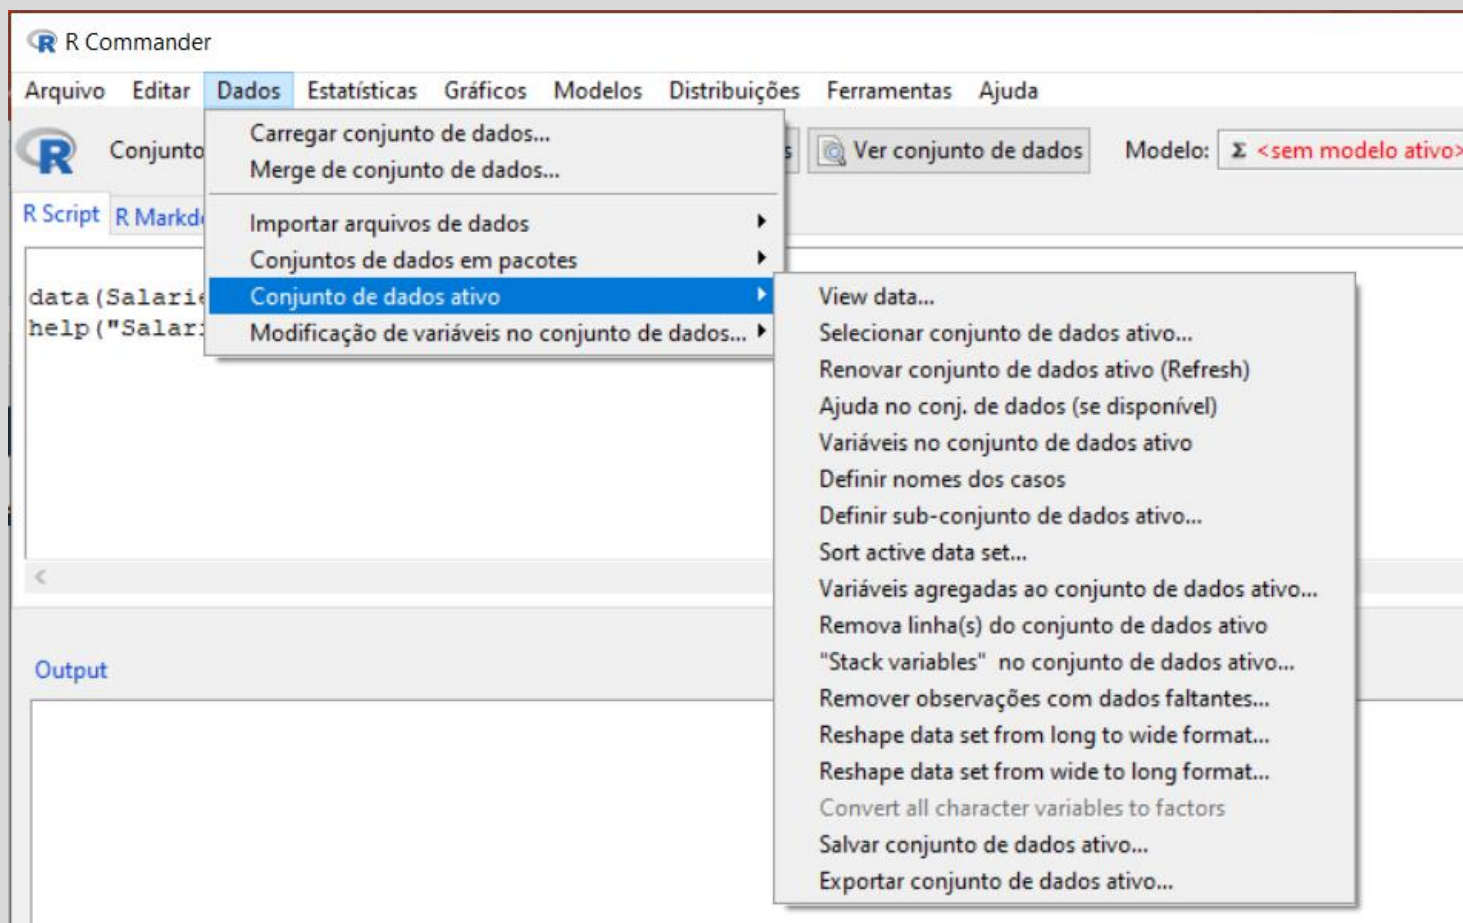 R Commander
Arquivo Editar Dados Estatísticas Gráficos Modelos Distribuições Ferramentas Ajuda
Conjunto Ver conjunto de dados Modelo: Σ <sem modelo ativo>
Carregar conjunto de dados...
Merge de conjunto de dados...
Importar arquivos de dados
Conjuntos de dados em pacotes
Conjunto de dados ativo
Modificação de variáveis no conjunto de dados...
R Script R Markd
data(Salarie
help("Salar
View data...
Selecionar conjunto de dados ativo...
Renovar conjunto de dados ativo (Refresh)
Ajuda no conj. de dados (se disponível)
Variáveis no conjunto de dados ativo
Definir nomes dos casos
Definir sub-conjunto de dados ativo...
Sort active data set...
Variáveis agregadas ao conjunto de dados ativo...
Remova linha(s) do conjunto de dados ativo
"Stack variables"  no conjunto de dados ativo...
Remover observações com dados faltantes...
Reshape data set from long to wide format...
Reshape data set from wide to long format...
Convert all character variables to factors
Salvar conjunto de dados ativo...
Exportar conjunto de dados ativo...
Output